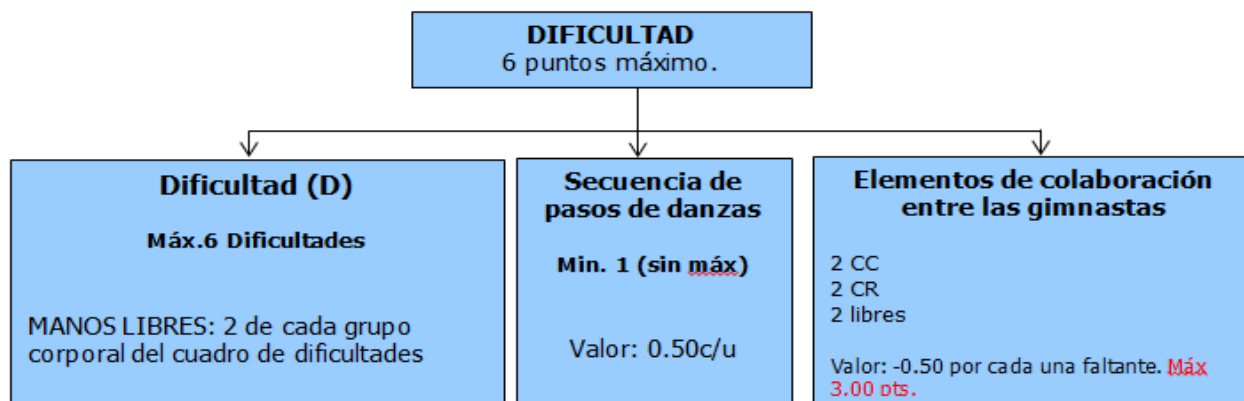 DIFICULTAD
6 puntos máximo.
Dificultad (D)
Máx.6 Dificultades
MANOS LIBRES: 2 de cada grupo
corporal del cuadro de dificultades
Secuencia de
pasos de danzas
Min. 1 (sin máx)
Valor: 0.50c/u
Elementos de colaboración
entre las gimnastas
2 CC
2 CR
2 libres
Valor: -0.50 por cada una faltante. Máx
3.00 pts.